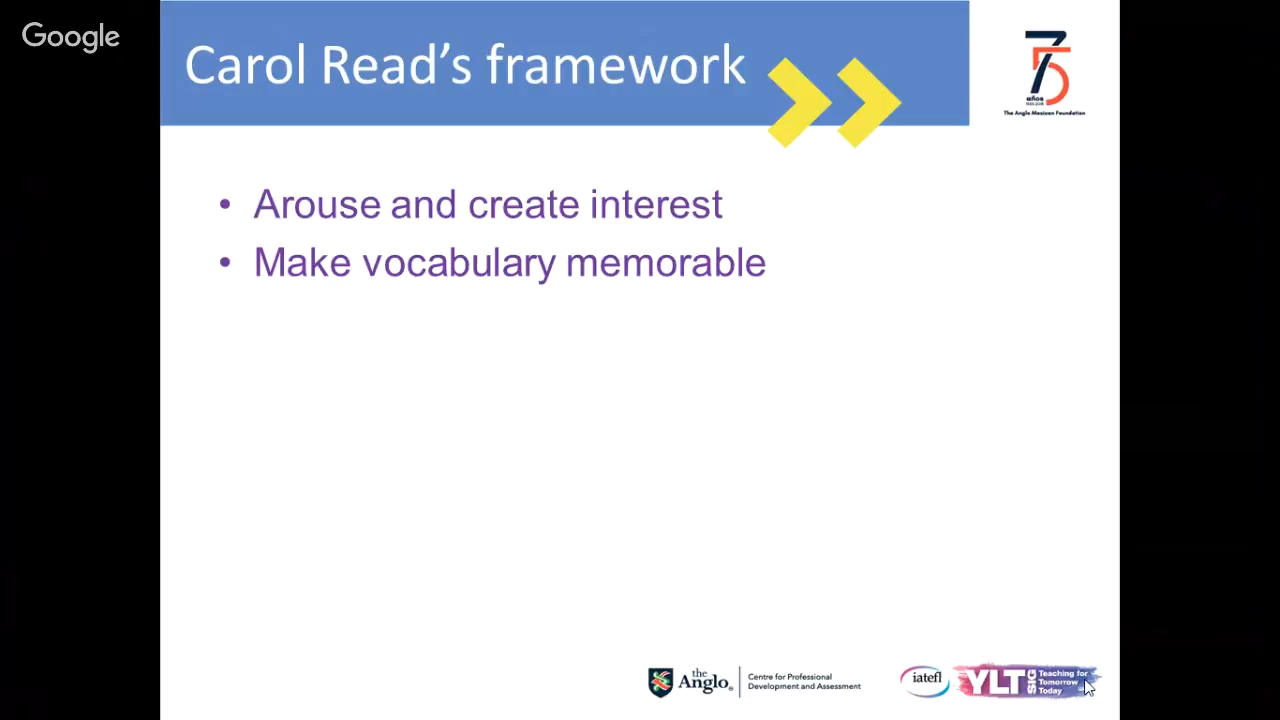 Google
Carol Read's framework
75
años
The Anglo Mexican Foundation
• Arouse and create interest
• Make vocabulary memorable
the
Anglo
Centre for Professional
Development and Assessment
iatefl
YLT SIG
Teaching for
Tomorrow
Today